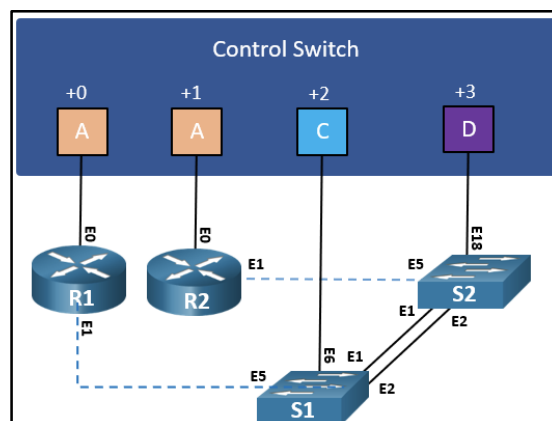 Control Switch
+0 +1 +2 +3
A A C D
E0 E0 E18
E1 E5
R1 R2 S2
E1 E1 E2
E6 E1
E5 E2
S1